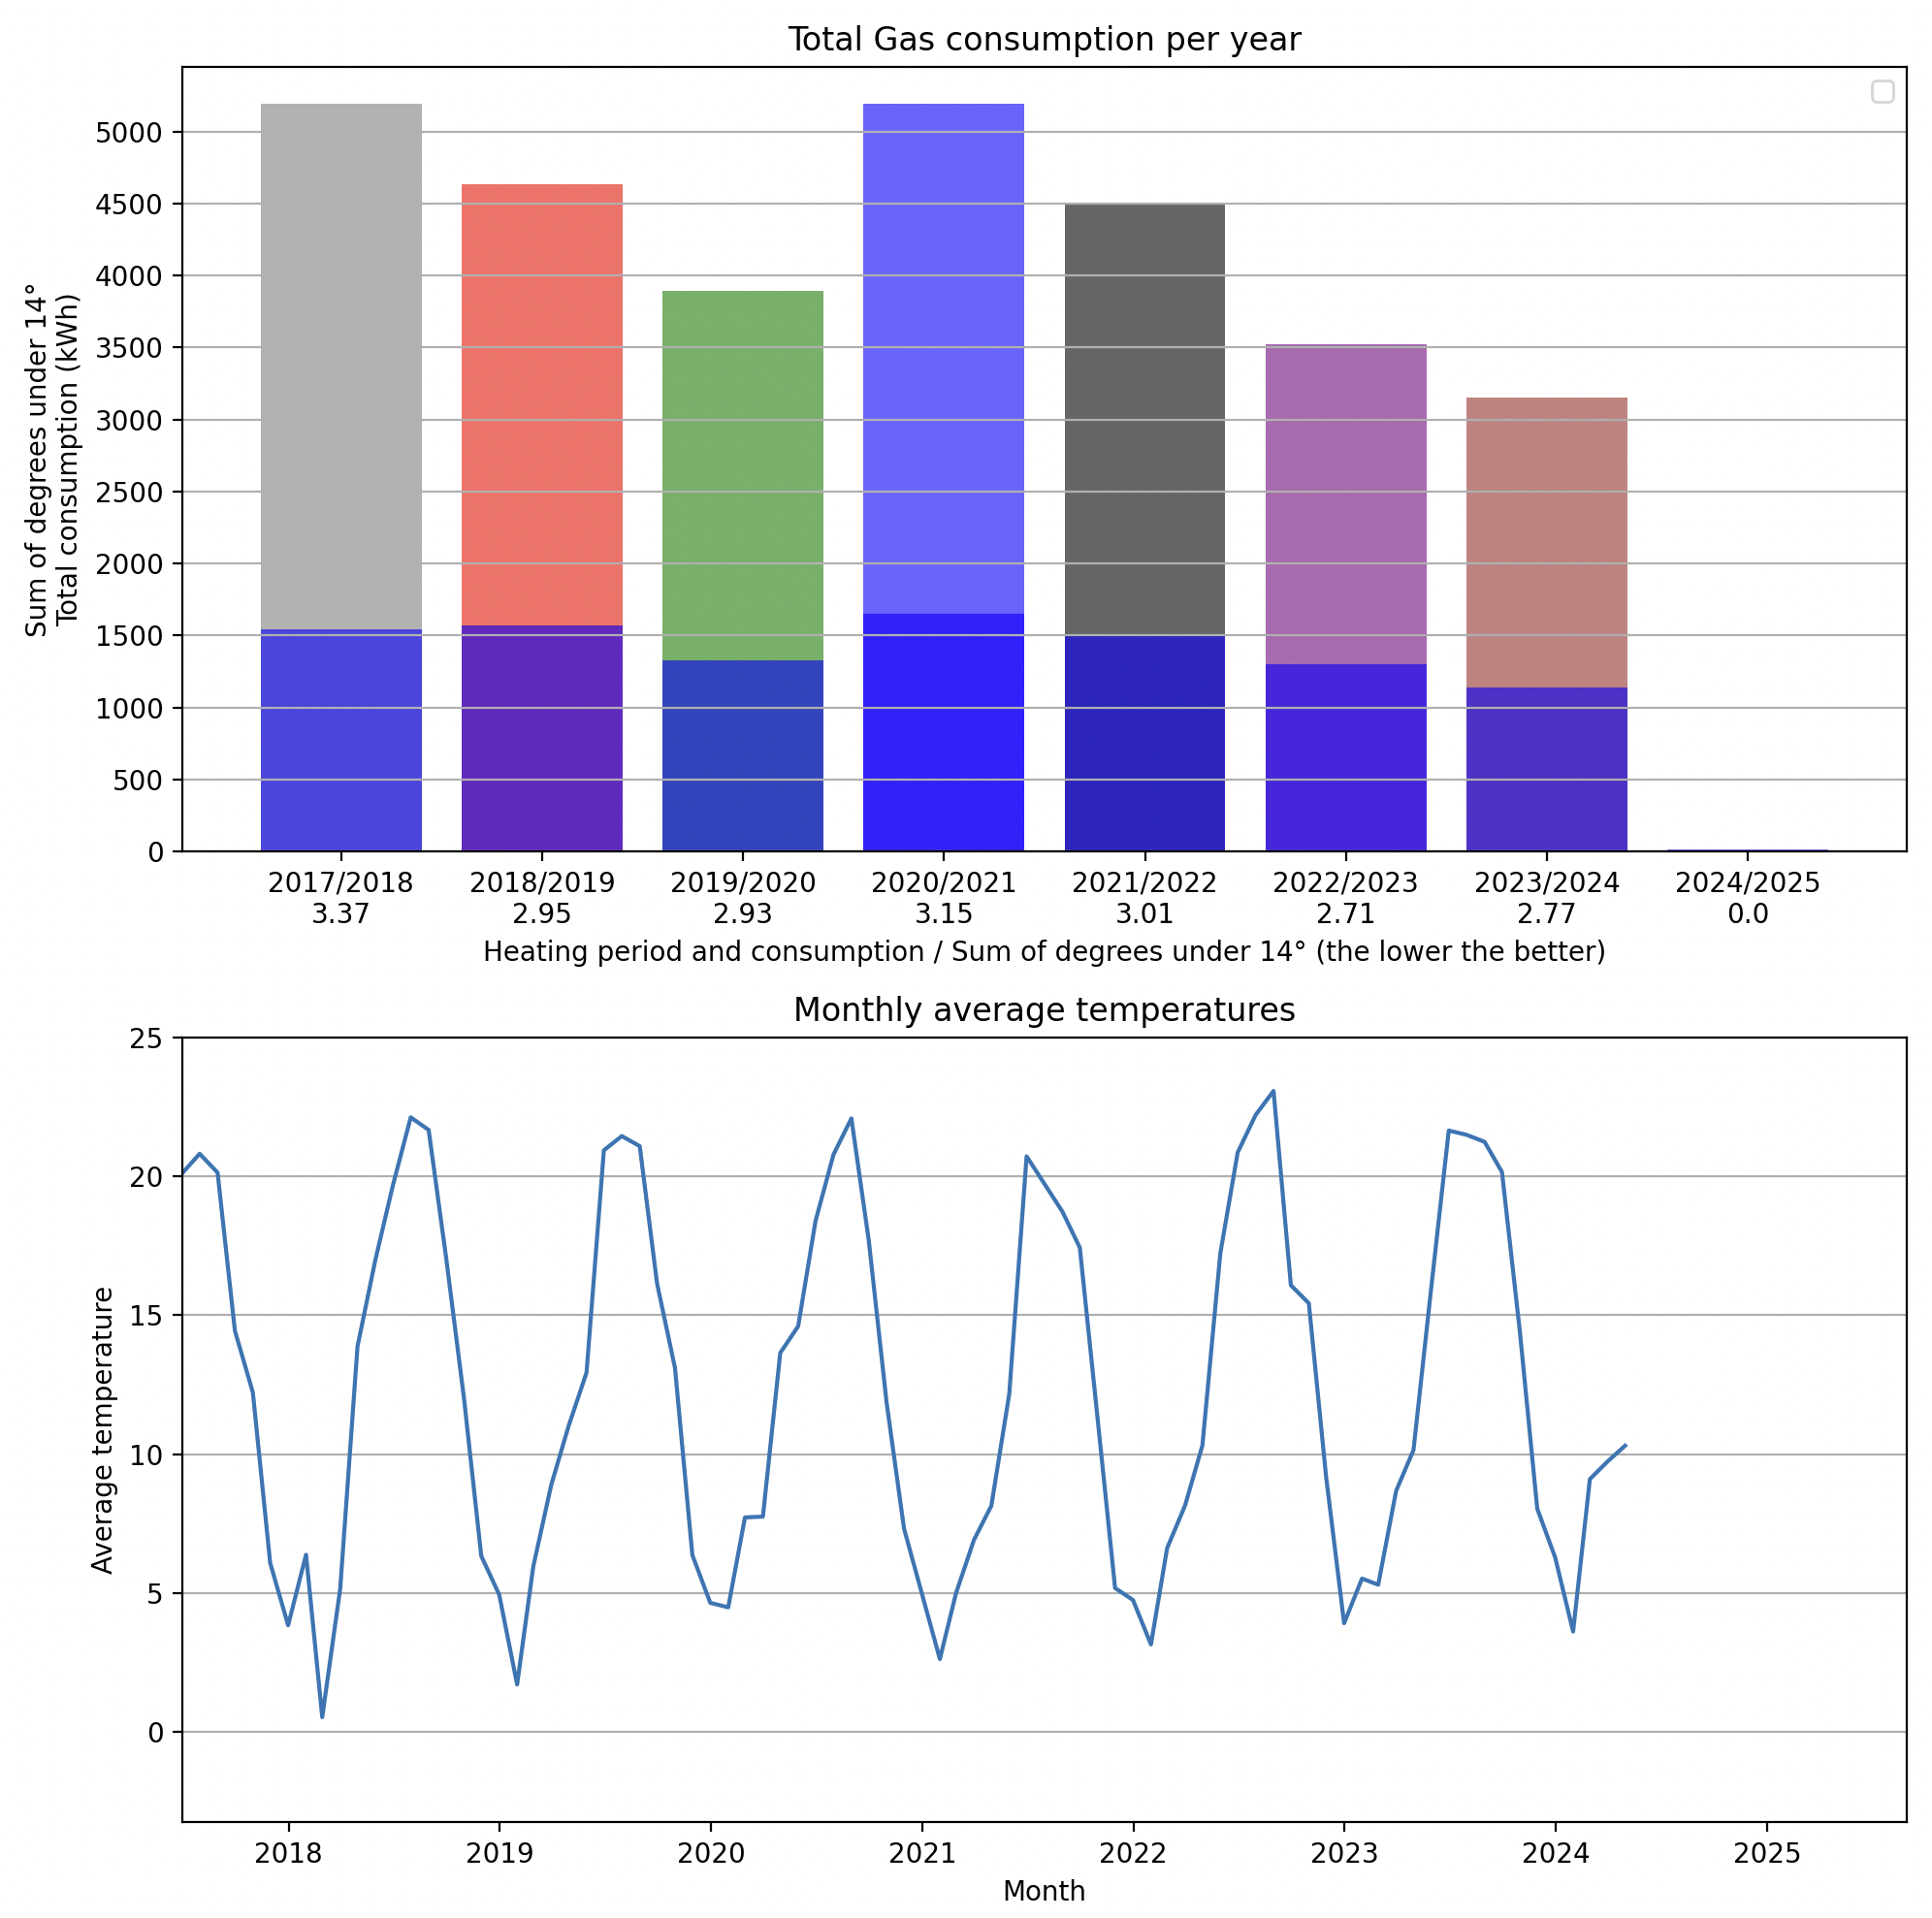 Total Gas consumption per year
5000
4500
4000
3500
3000
2500
2000
1500
1000
500
0
Sum of degrees under 14°
Total consumption (kWh)
2017/2018 2018/2019 2019/2020 2020/2021 2021/2022 2022/2023 2023/2024 2024/2025
3.37 2.95 2.93 3.15 3.01 2.71 2.77 0.0
Heating period and consumption / Sum of degrees under 14° (the lower the better)
Monthly average temperatures
25
20
15
10
5
0
Average temperature
2018 2019 2020 2021 2022 2023 2024 2025
Month